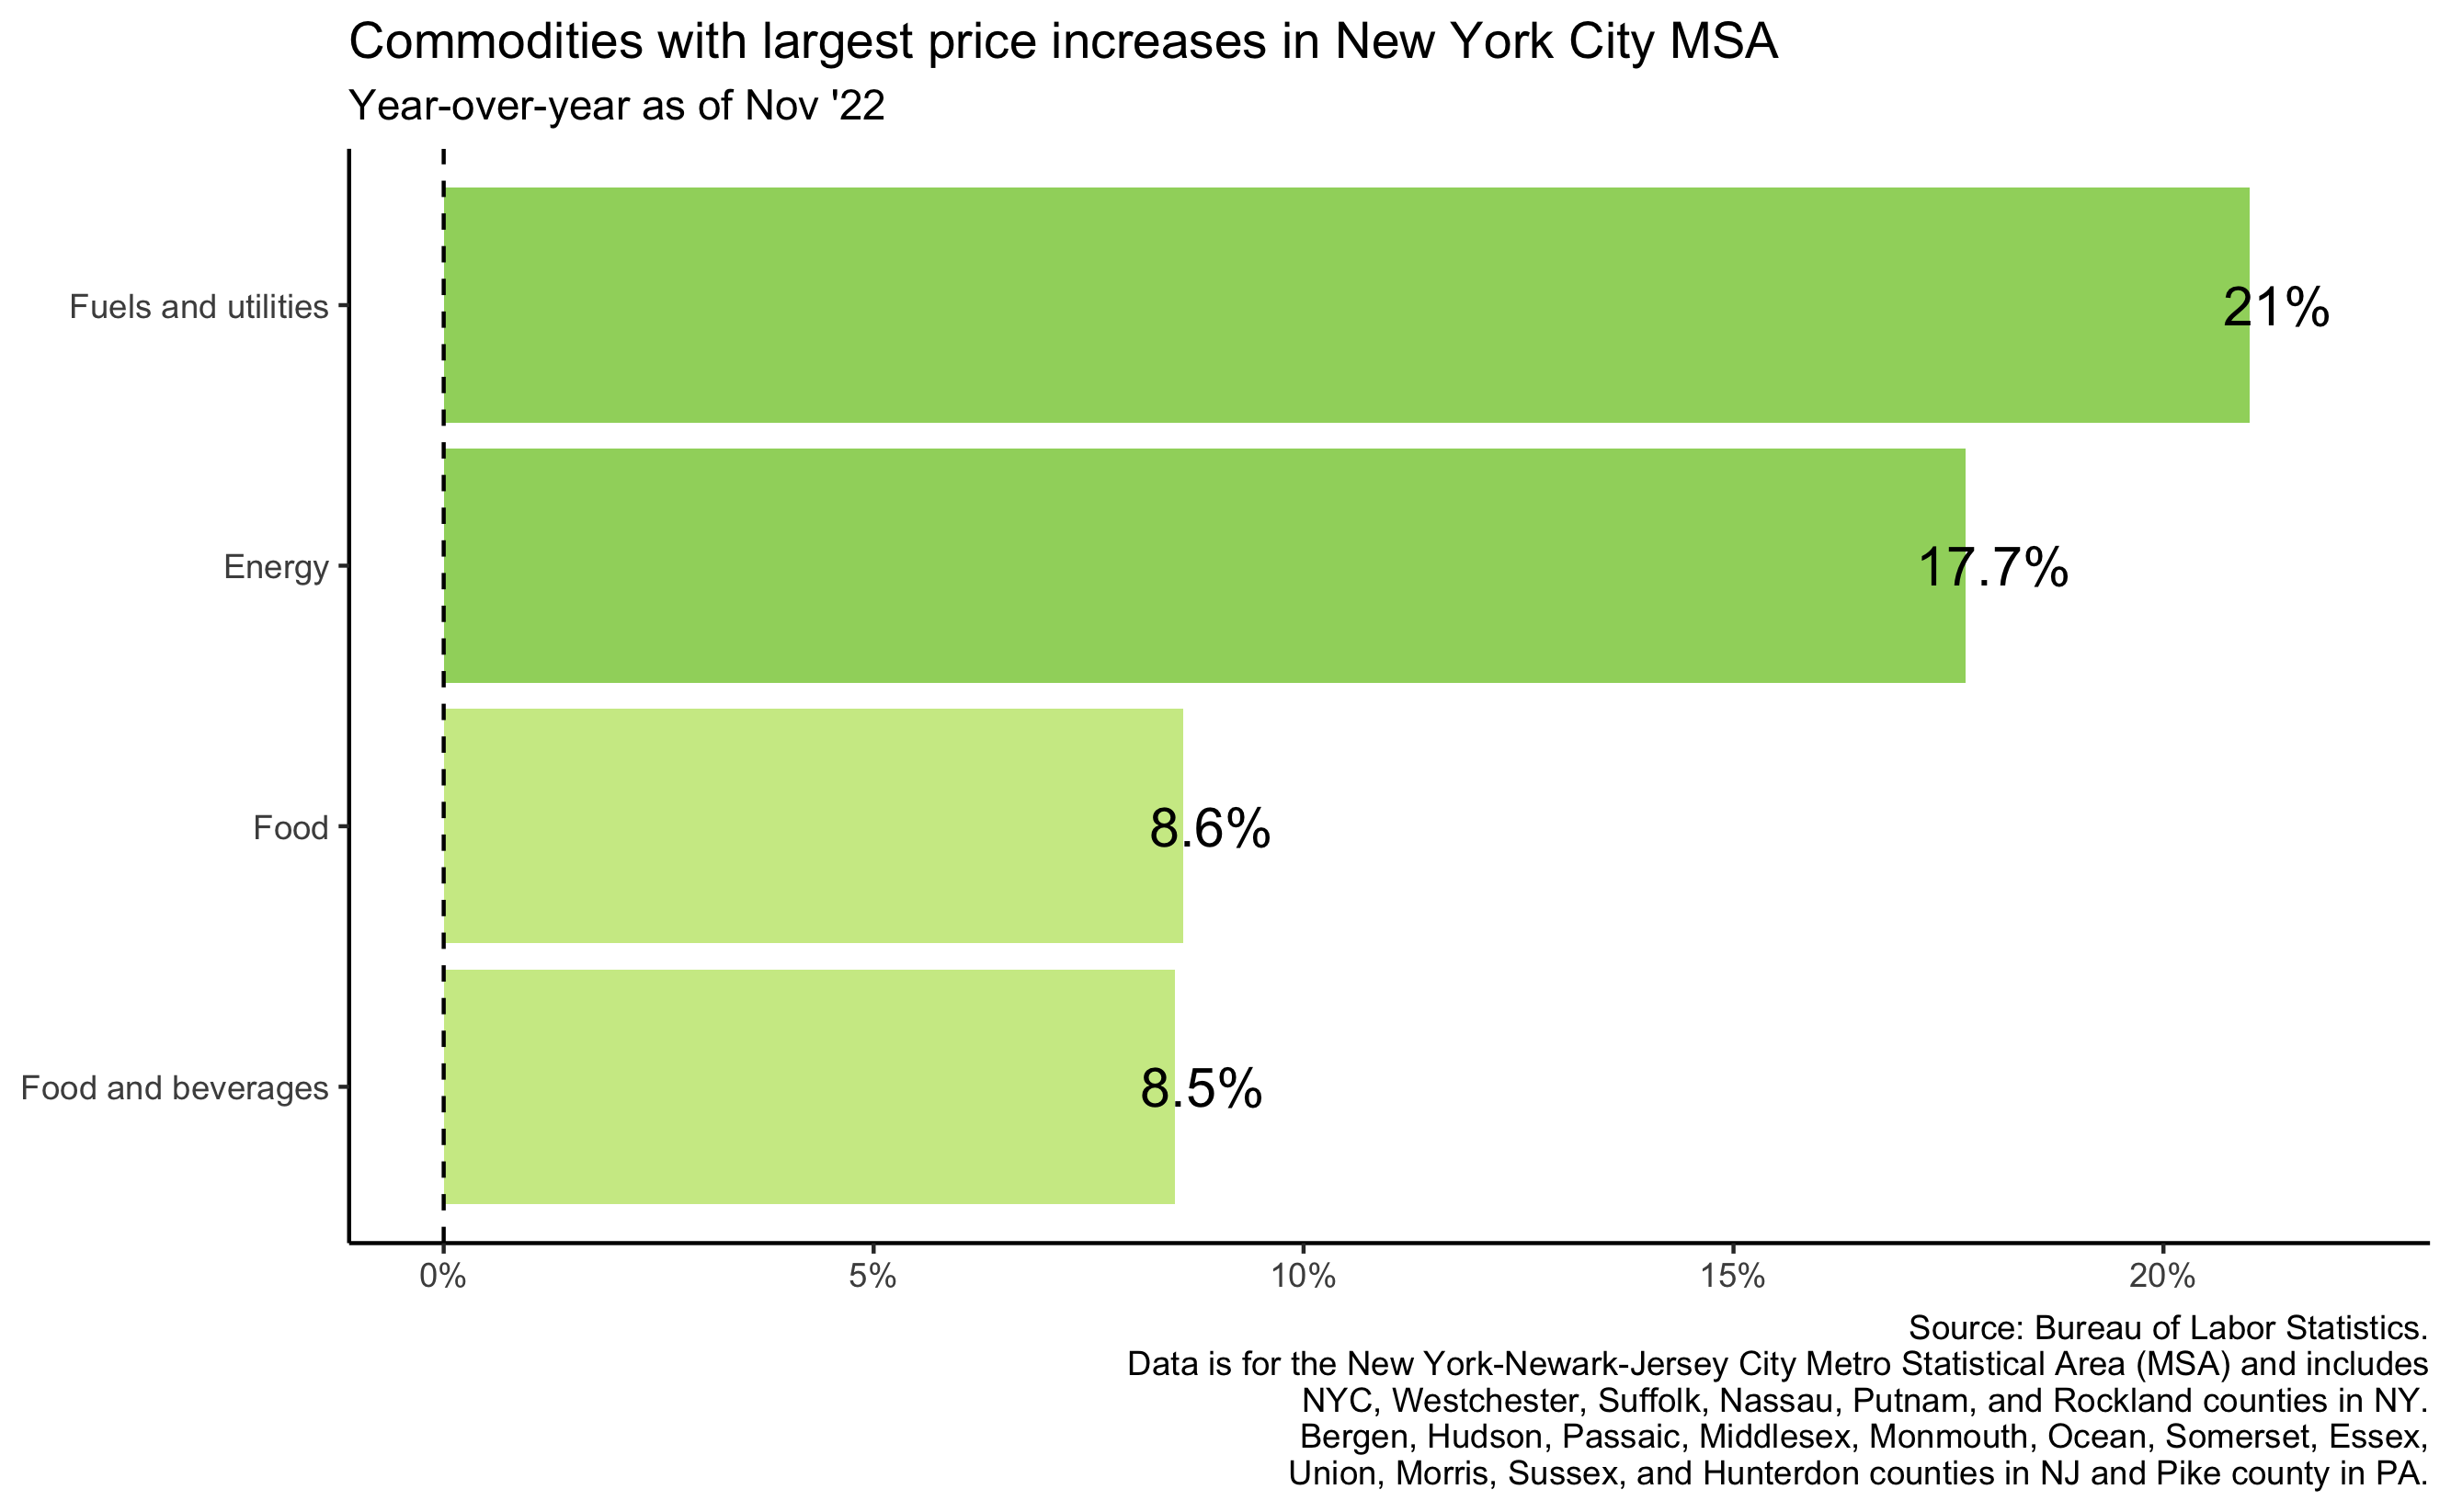 Commodities with largest price increases in New York City MSA
Year-over-year as of Nov '22
Fuels and utilities
21%
Energy
17.7%
Food
8.6%
Food and beverages
8.5%
0% 5% 10% 15% 20%
Source: Bureau of Labor Statistics.
Data is for the New York-Newark-Jersey City Metro Statistical Area (MSA) and includes
NYC, Westchester, Suffolk, Nassau, Putnam, and Rockland counties in NY.
Bergen, Hudson, Passaic, Middlesex, Monmouth, Ocean, Somerset, Essex,
Union, Morris, Sussex, and Hunterdon counties in NJ and Pike county in PA.